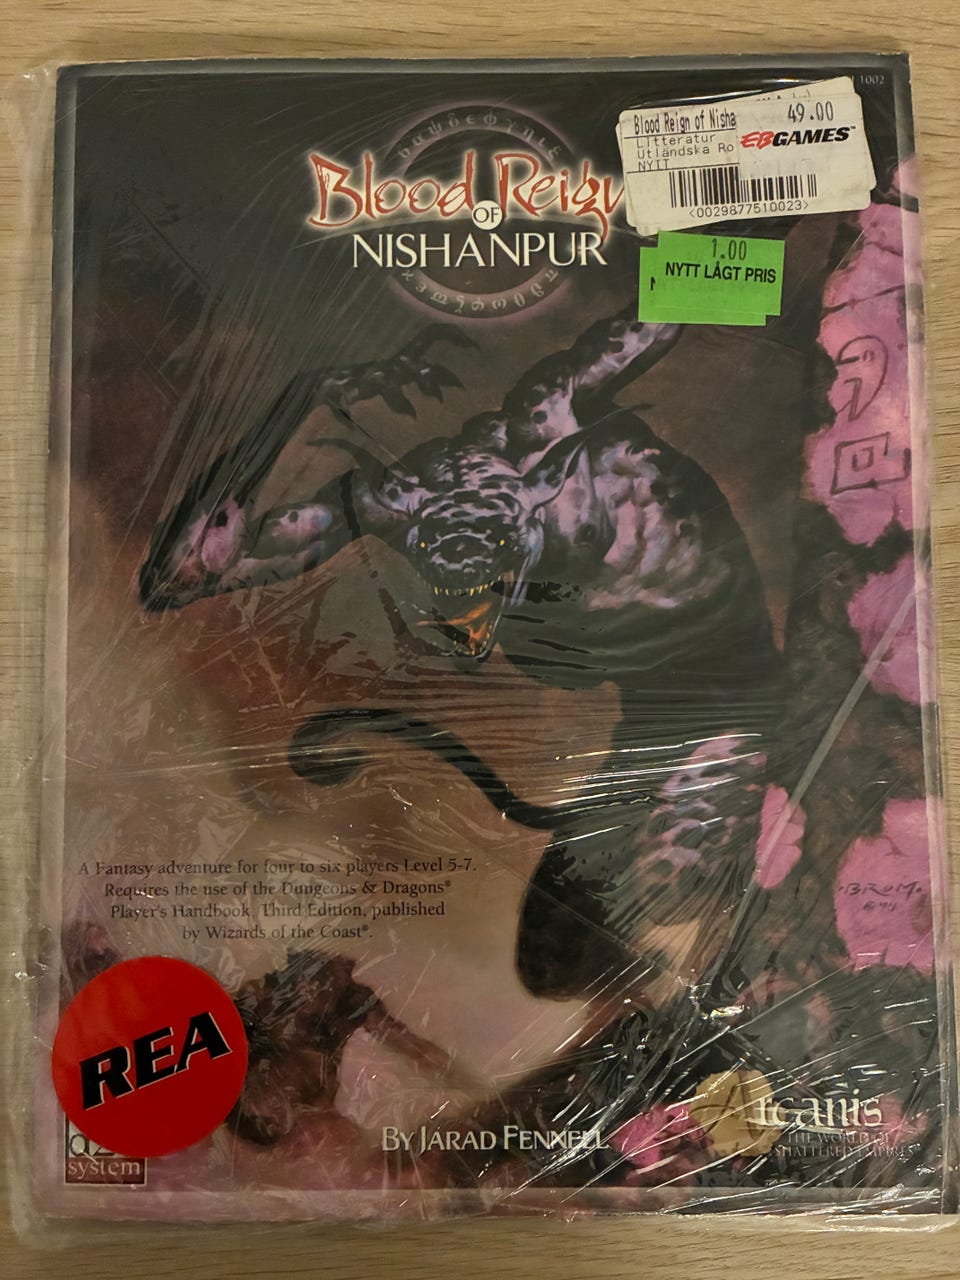 1002
Blood Reign of Nisha
49.00
Litteratur
EBGAMES™
Utländska Ro
NYTT
<0029877510023>
Blood Reign
OF
NISHANPUR
1.00
NYTT LÅGT PRIS
A Fantasy adventure for four to six players Level 5-7.
Requires the use of the Dungeons & Dragons®
Player's Handbook, Third Edition, published
by Wizards of the Coast®.
BROM
REA
system
BY JARAD FENNELL
Arcanis
THE WORLD OF
SHATTERED EMPIRES